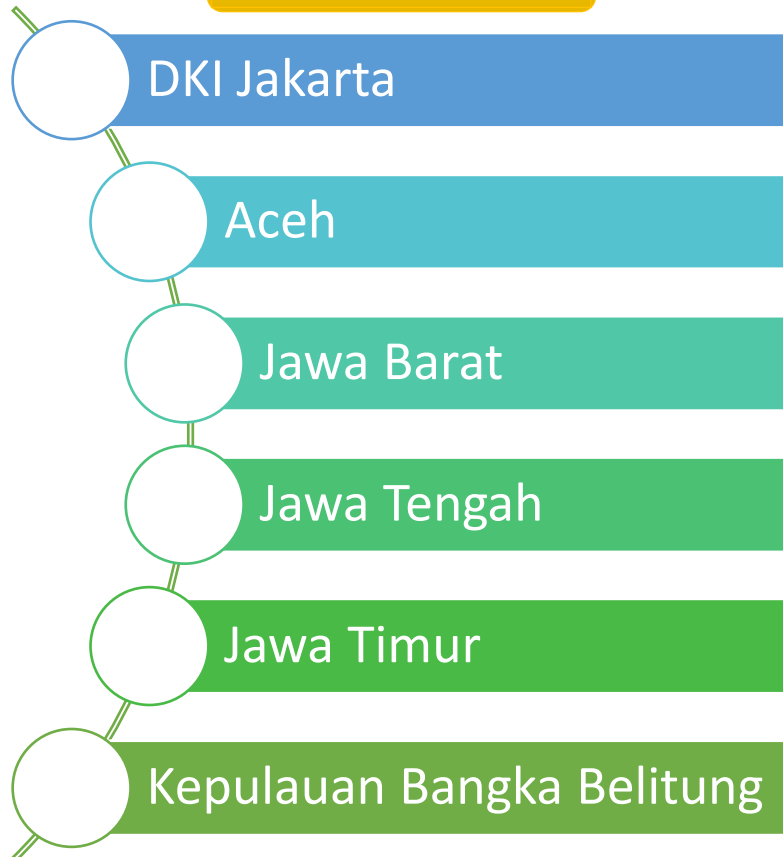 DKI Jakarta
Aceh
Jawa Barat
Jawa Tengah
Jawa Timur
Kepulauan Bangka Belitung